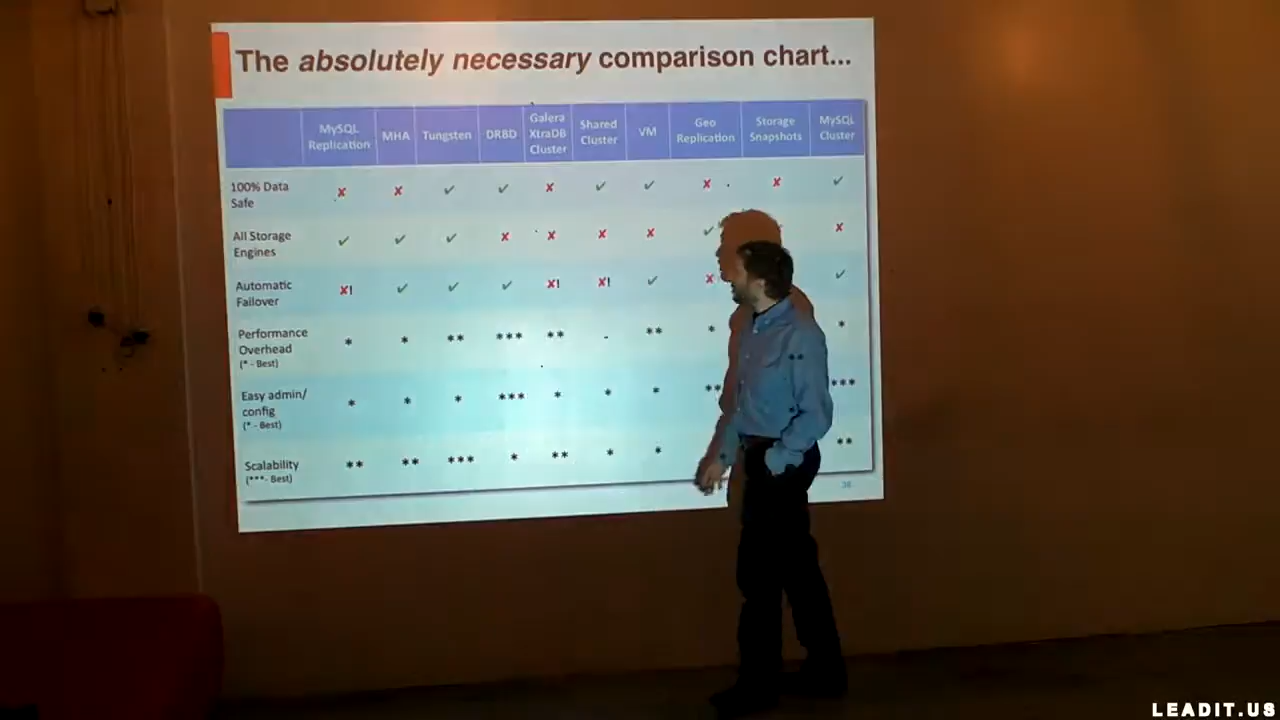 The absolutely necessary comparison chart...
MySQL Replication MHA Tungsten DRBD Galera XtraDB Cluster Shared Cluster VM Geo Replication Storage Snapshots MySQL Cluster
100% Data Safe ✗ ✗ ✓ ✓ ✗ ✓ ✓ ✗ ✗ ✓
All Storage Engines ✓ ✓ ✓ ✗ ✗ ✗ ✗ ✓ ✗
Automatic Failover ✗! ✓ ✓ ✓ ✗! ✗! ✓ ✗ ✓
Performance Overhead (* - Best) * * ** *** ** - ** * ** *
Easy admin/config (* - Best) * * * *** * * * ** * ***
Scalability (*** - Best) ** ** *** * ** * * **
38
LEADIT.US